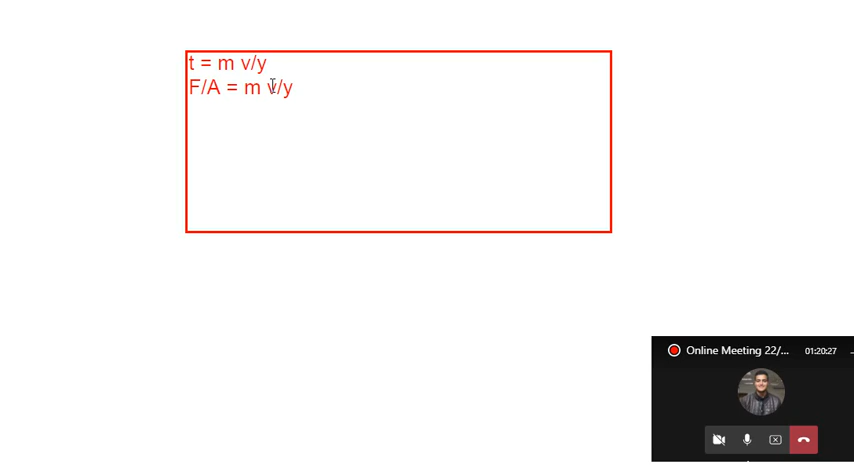 t = m v/y
F/A = m v/y
Online Meeting 22/...
01:20:27